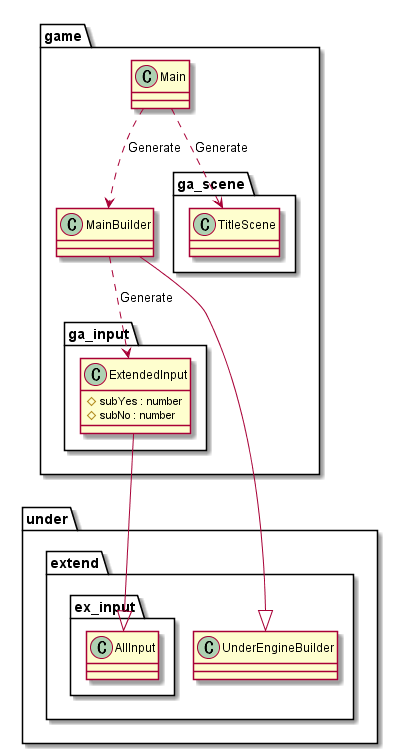 game
C Main
Generate
Generate
ga_scene
C MainBuilder
C TitleScene
Generate
ga_input
C ExtendedInput
subYes : number
subNo : number
under
extend
ex_input
C AllInput
C UnderEngineBuilder